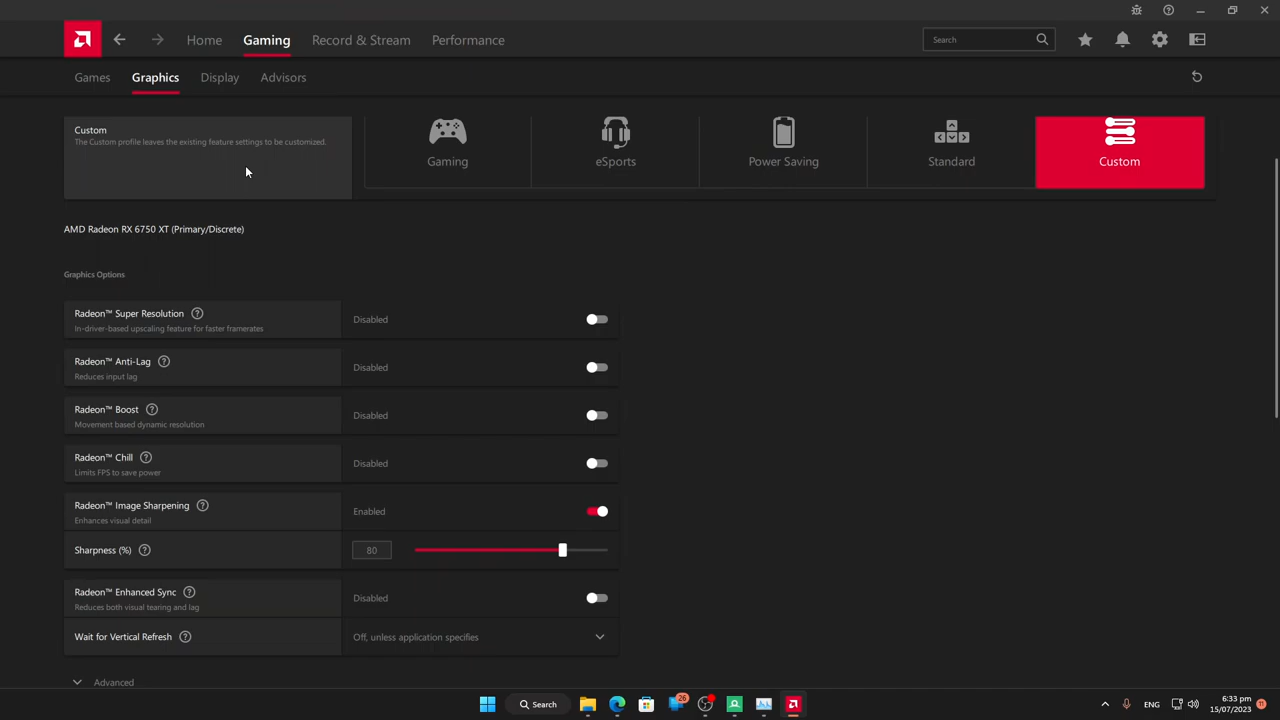 Home
Gaming
Record & Stream
Performance
Search
Games
Graphics
Display
Advisors
Custom
The Custom profile leaves the existing feature settings to be customized.
Gaming
eSports
Power Saving
Standard
Custom
AMD Radeon RX 6750 XT (Primary/Discrete)
Graphics Options
Radeon™ Super Resolution ?
In-driver-based upscaling feature for faster framerates
Disabled
Radeon™ Anti-Lag ?
Reduces input lag
Disabled
Radeon™ Boost ?
Movement based dynamic resolution
Disabled
Radeon™ Chill ?
Limits FPS to save power
Disabled
Radeon™ Image Sharpening ?
Enhances visual detail
Enabled
Sharpness (%) ?
80
Radeon™ Enhanced Sync ?
Reduces both visual tearing and lag
Disabled
Wait for Vertical Refresh ?
Off, unless application specifies
Advanced
Search
26
ENG
6:33 pm
15/07/2023
11